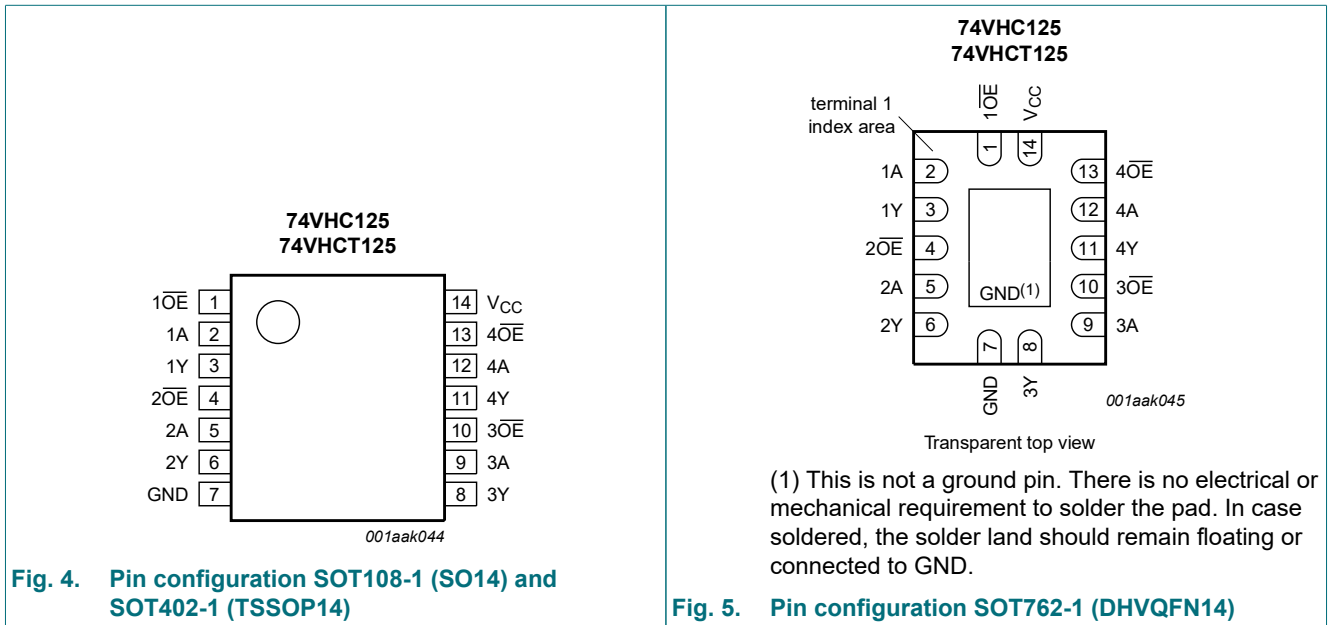 74VHC125
74VHCT125
1OE 1
1A 2
1Y 3
2OE 4
2A 5
2Y 6
GND 7
14 VCC
13 4OE
12 4A
11 4Y
10 3OE
9 3A
8 3Y
001aak044
Fig. 4. Pin configuration SOT108-1 (SO14) and
SOT402-1 (TSSOP14)
74VHC125
74VHCT125
terminal 1
index area
1OE
VCC
1
14
1A 2
1Y 3
2OE 4
2A 5
2Y 6
13 4OE
12 4A
11 4Y
10 3OE
9 3A
GND(1)
7
8
GND
3Y
001aak045
Transparent top view
(1) This is not a ground pin. There is no electrical or
mechanical requirement to solder the pad. In case
soldered, the solder land should remain floating or
connected to GND.
Fig. 5. Pin configuration SOT762-1 (DHVQFN14)